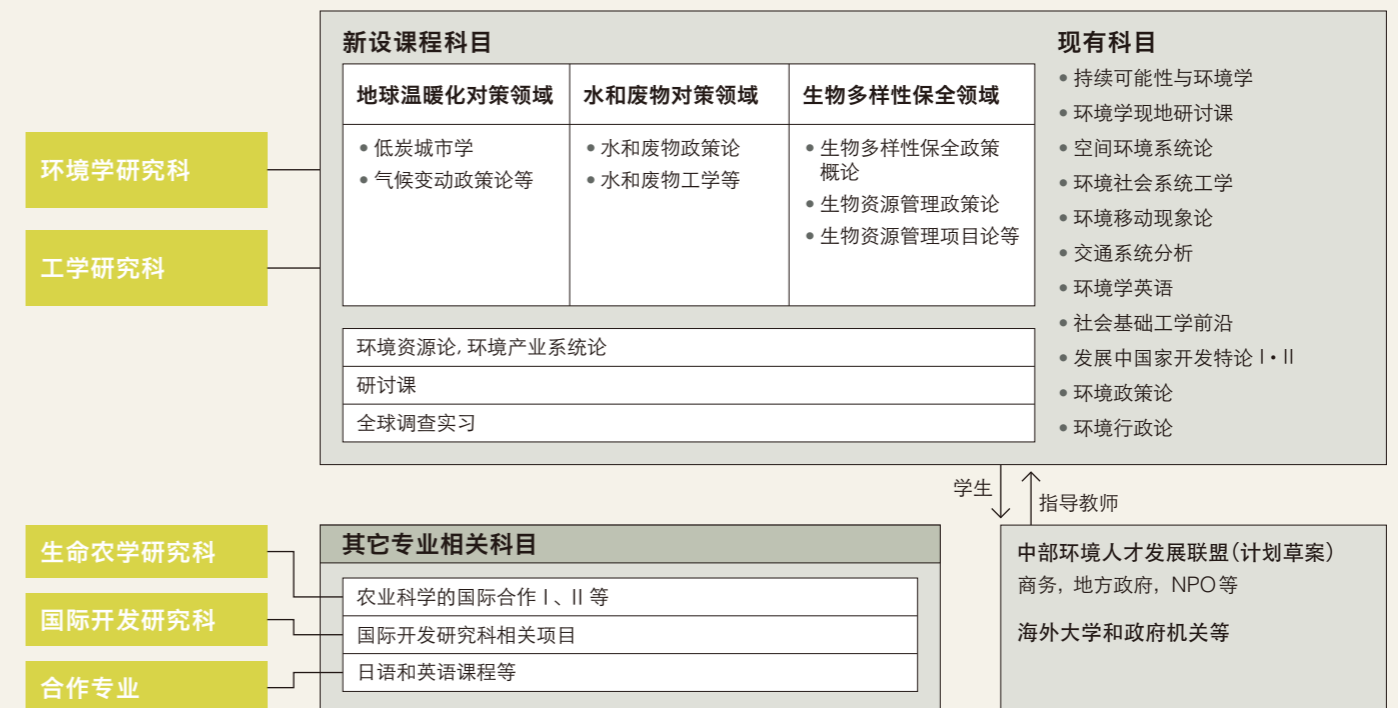 环境学研究科
工学研究科
新设课程科目
地球温暖化对策领域
• 低炭城市学
• 气候变动政策论等
水和废物对策领域
• 水和废物政策论
• 水和废物工学等
生物多样性保全领域
• 生物多样性保全政策
概论
• 生物资源管理政策论
• 生物资源管理项目论等
环境资源论, 环境产业系统论
研讨课
全球调查实习
现有科目
• 持续可能性与环境学
• 环境学现地研讨课
• 空间环境系统论
• 环境社会系统工学
• 环境移动现象论
• 交通系统分析
• 环境学英语
• 社会基础工学前沿
• 发展中国家开发特论 I・II
• 环境政策论
• 环境行政论
学生
指导教师
生命农学研究科
国际开发研究科
合作专业
其它专业相关科目
农业科学的国际合作 I、II 等
国际开发研究科相关项目
日语和英语课程等
中部环境人才发展联盟(计划草案)
商务, 地方政府, NPO等
海外大学和政府机关等